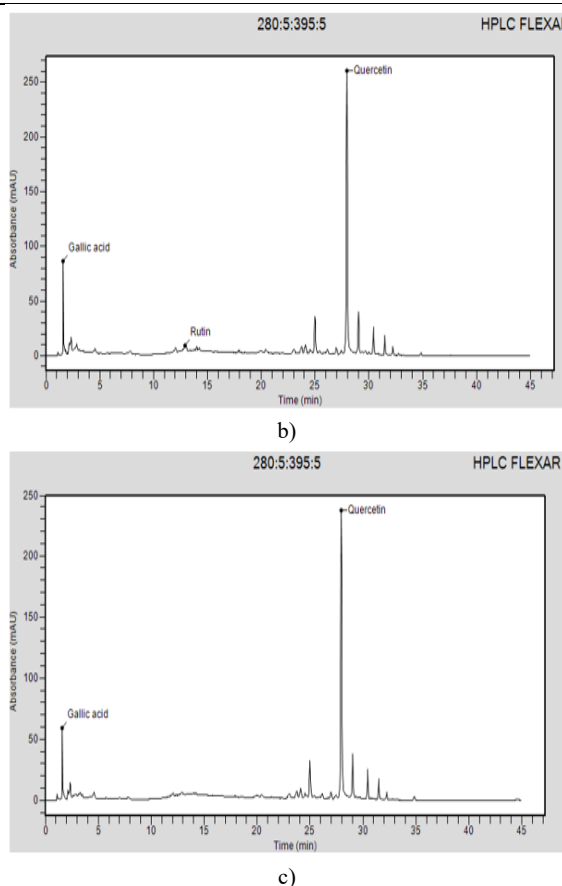 280:5:395:5 HPLC FLEXAR
250
200
150
100
50
0
Absorbance (mAU)
Quercetin
Gallic acid
Rutin
0 5 10 15 20 25 30 35 40 45
Time (min)
b)
280:5:395:5 HPLC FLEXAR
250
200
150
100
50
0
Absorbance (mAU)
Quercetin
Gallic acid
0 5 10 15 20 25 30 35 40 45
Time (min)
c)